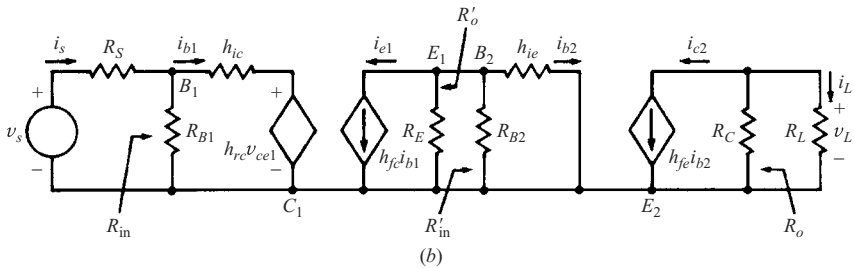 R′o
is RS ib1 hic ie1 E1 B2 hie ib2 ic2 iL
B1
+ + + +
vs RB1 RE RB2 RC RL vL
hrcvce1 hfcib1 hfeib2
− − − −
Rin C1 R′in E2 Ro
(b)